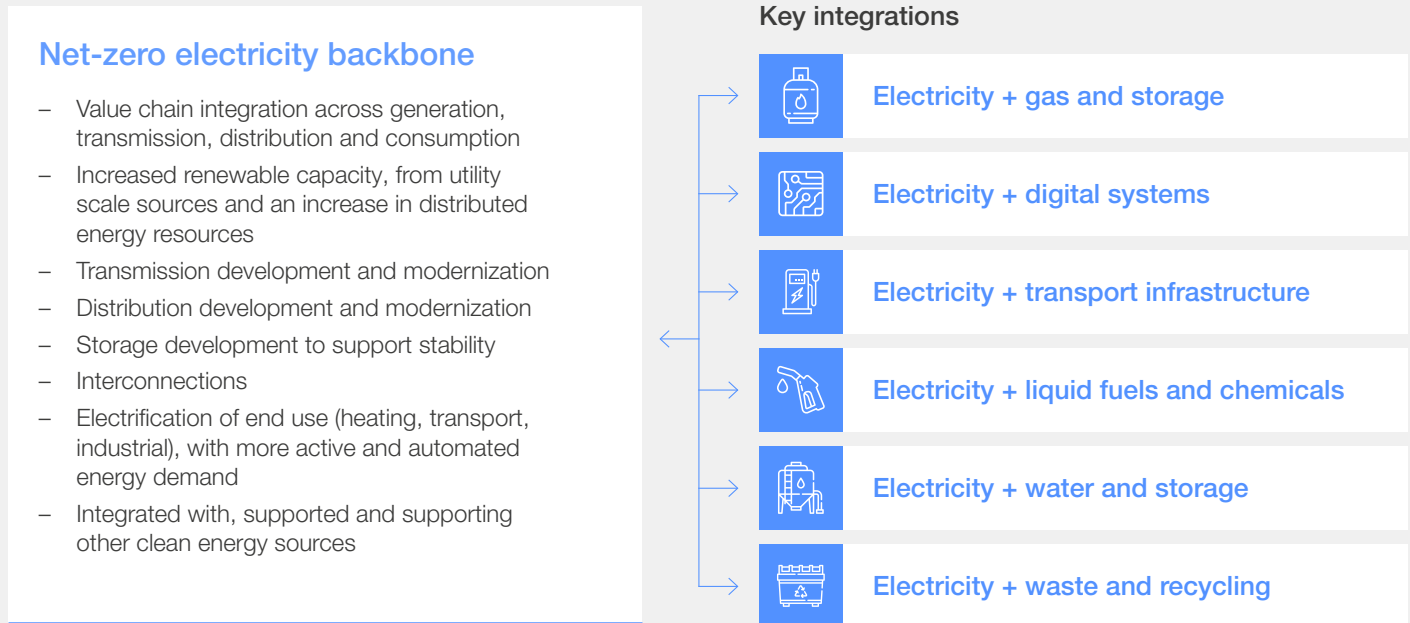 Net-zero electricity backbone
– Value chain integration across generation,
transmission, distribution and consumption
– Increased renewable capacity, from utility
scale sources and an increase in distributed
energy resources
– Transmission development and modernization
– Distribution development and modernization
– Storage development to support stability
– Interconnections
– Electrification of end use (heating, transport,
industrial), with more active and automated
energy demand
– Integrated with, supported and supporting
other clean energy sources
Key integrations
Electricity + gas and storage
Electricity + digital systems
Electricity + transport infrastructure
Electricity + liquid fuels and chemicals
Electricity + water and storage
Electricity + waste and recycling